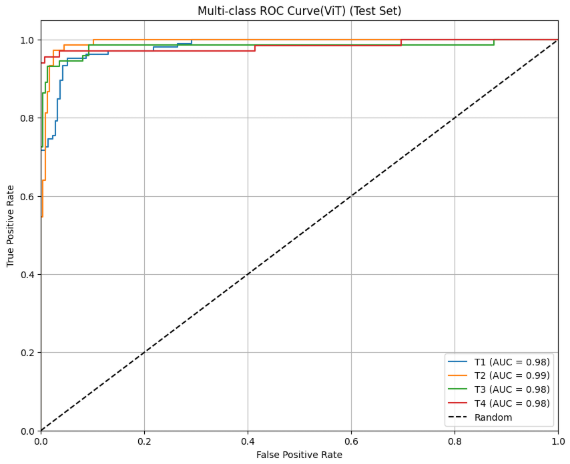 Multi-class ROC Curve(ViT) (Test Set)
1.0
0.8
0.6
0.4
0.2
0.0
True Positive Rate
T1 (AUC = 0.98)
T2 (AUC = 0.99)
T3 (AUC = 0.98)
T4 (AUC = 0.98)
Random
0.0 0.2 0.4 0.6 0.8 1.0
False Positive Rate